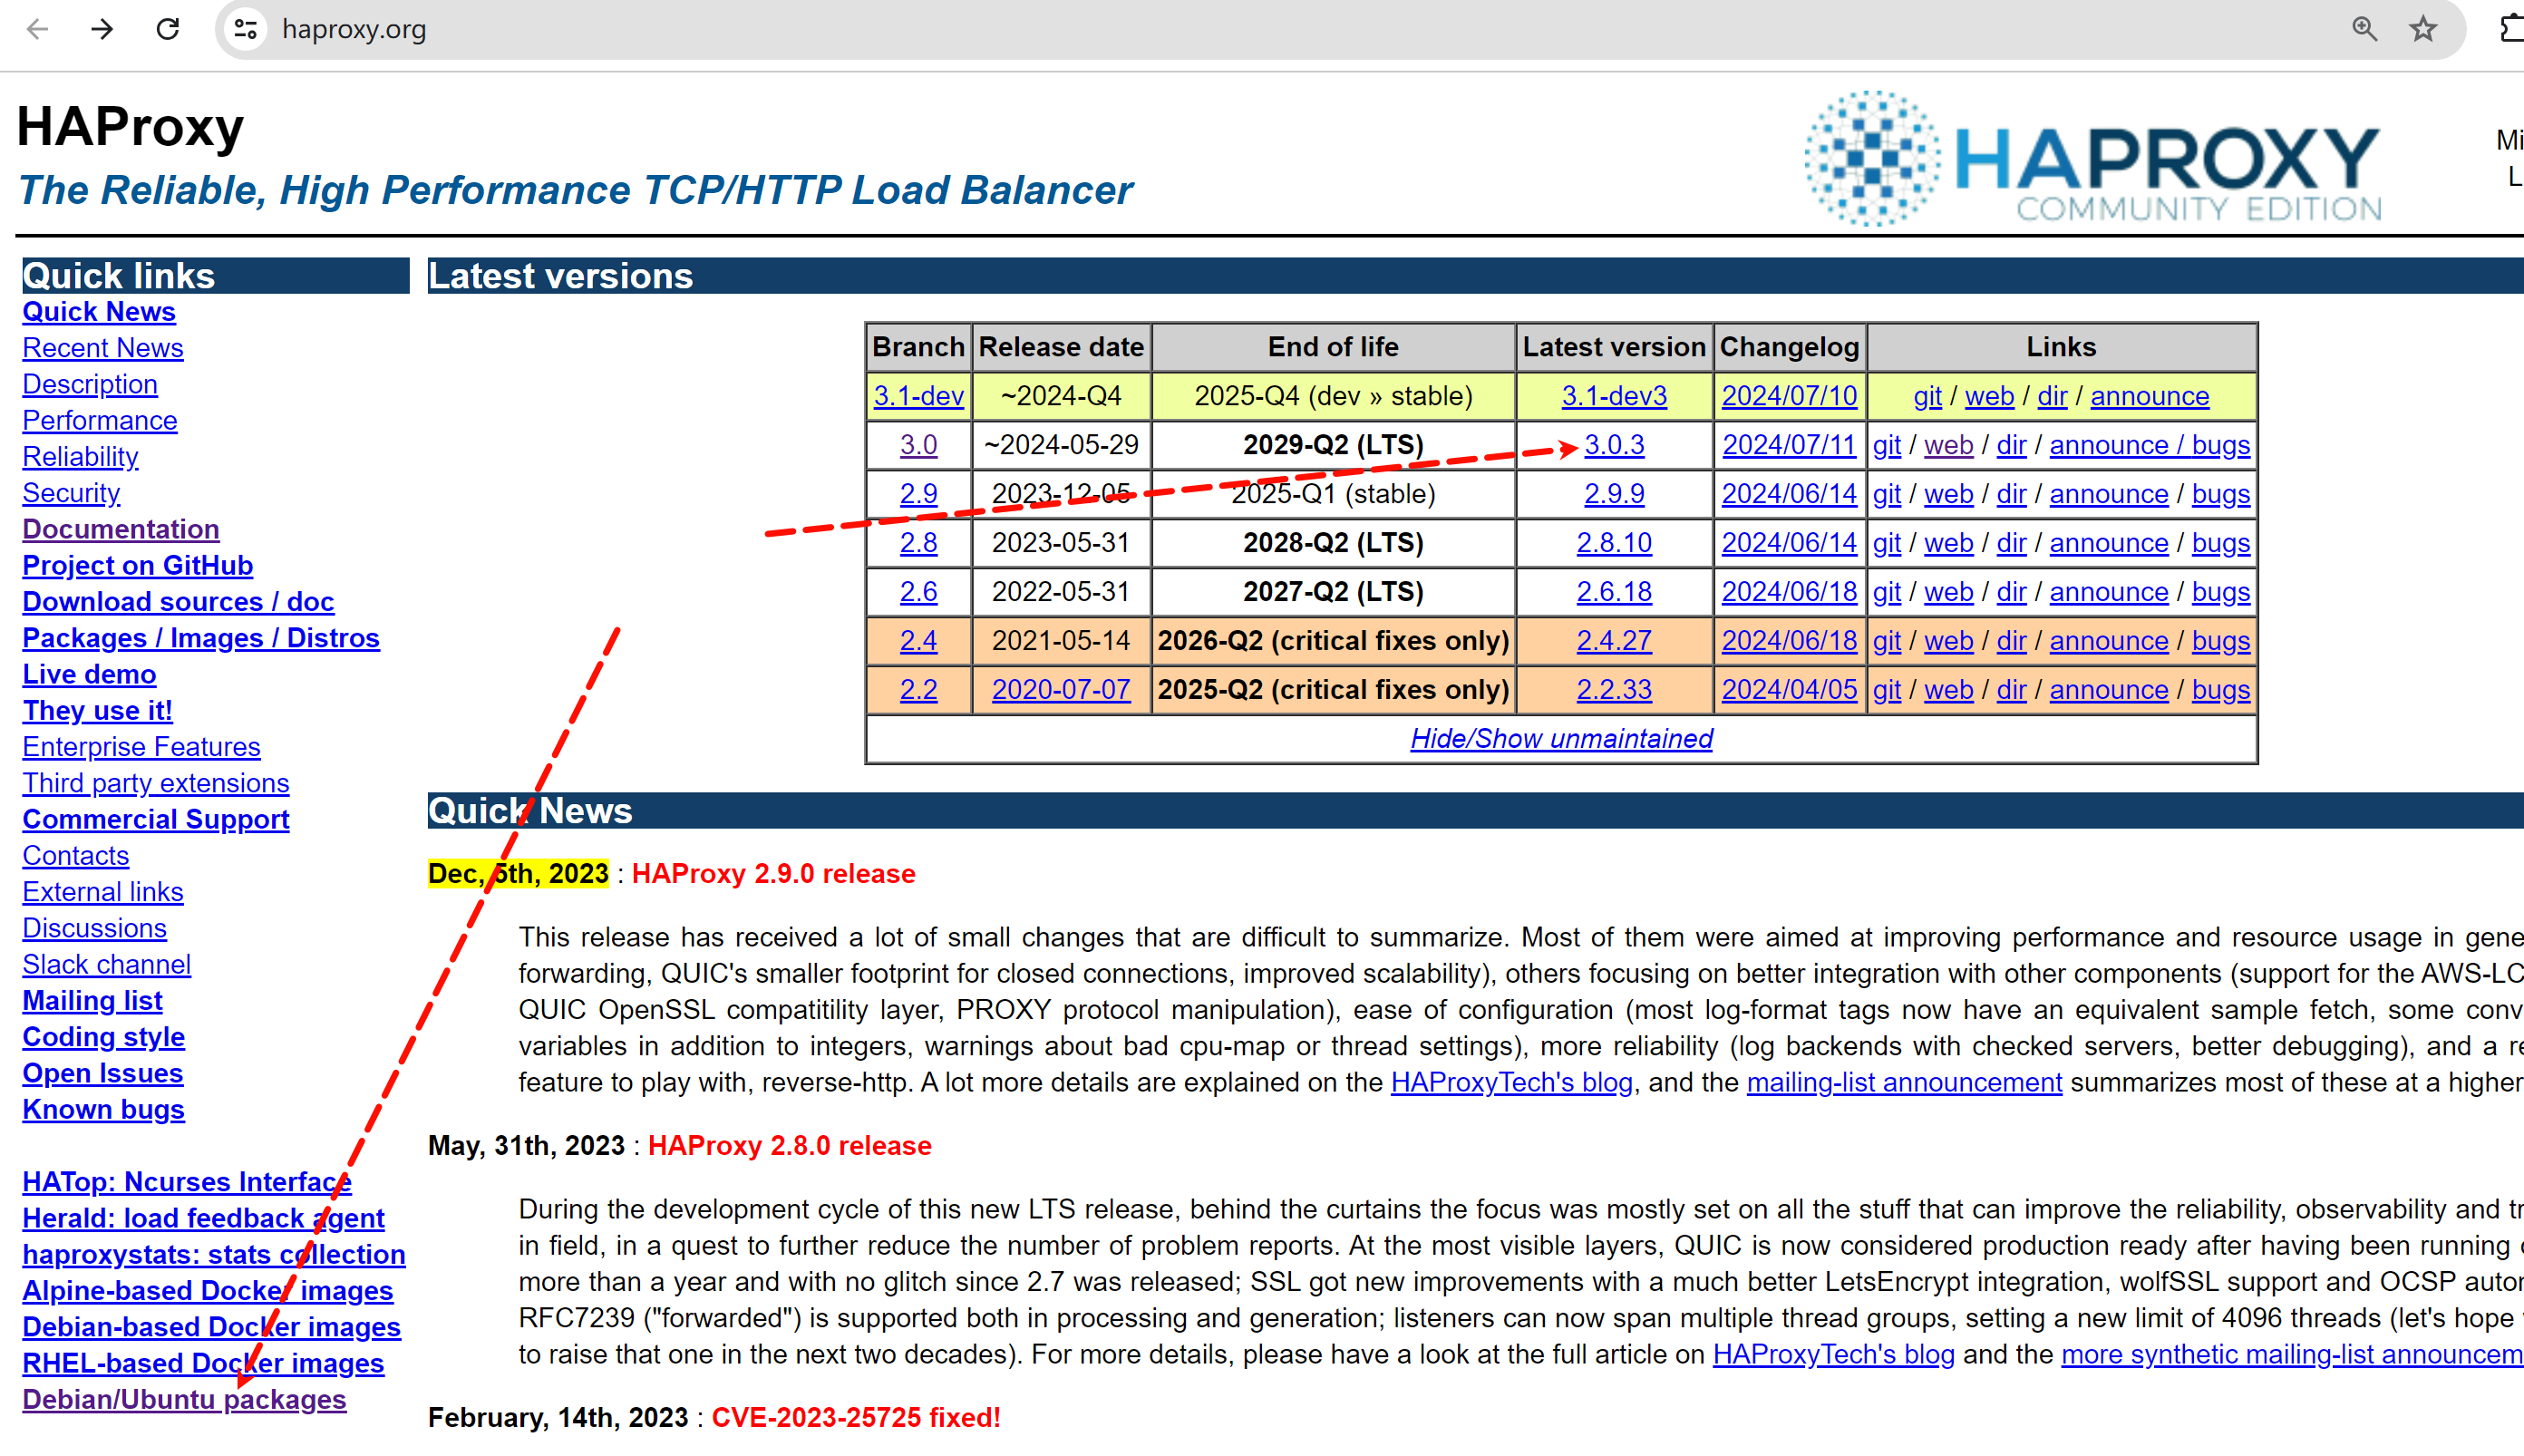 haproxy.org
HAProxy
The Reliable, High Performance TCP/HTTP Load Balancer
HAPROXY
COMMUNITY EDITION
Quick links
Quick News
Recent News
Description
Performance
Reliability
Security
Documentation
Project on GitHub
Download sources / doc
Packages / Images / Distros
Live demo
They use it!
Enterprise Features
Third party extensions
Commercial Support
Contacts
External links
Discussions
Slack channel
Mailing list
Coding style
Open Issues
Known bugs
HATop: Ncurses Interface
Herald: load feedback agent
haproxystats: stats collection
Alpine-based Docker images
Debian-based Docker images
RHEL-based Docker images
Debian/Ubuntu packages
Latest versions
Branch Release date End of life Latest version Changelog Links
3.1-dev ~2024-Q4 2025-Q4 (dev » stable) 3.1-dev3 2024/07/10 git / web / dir / announce
3.0 ~2024-05-29 2029-Q2 (LTS) 3.0.3 2024/07/11 git / web / dir / announce / bugs
2.9 2023-12-05 2025-Q1 (stable) 2.9.9 2024/06/14 git / web / dir / announce / bugs
2.8 2023-05-31 2028-Q2 (LTS) 2.8.10 2024/06/14 git / web / dir / announce / bugs
2.6 2022-05-31 2027-Q2 (LTS) 2.6.18 2024/06/18 git / web / dir / announce / bugs
2.4 2021-05-14 2026-Q2 (critical fixes only) 2.4.27 2024/06/18 git / web / dir / announce / bugs
2.2 2020-07-07 2025-Q2 (critical fixes only) 2.2.33 2024/04/05 git / web / dir / announce / bugs
Hide/Show unmaintained
Quick News
Dec, 5th, 2023 : HAProxy 2.9.0 release
This release has received a lot of small changes that are difficult to summarize. Most of them were aimed at improving performance and resource usage in gene
forwarding, QUIC's smaller footprint for closed connections, improved scalability), others focusing on better integration with other components (support for the AWS-LC
QUIC OpenSSL compatitility layer, PROXY protocol manipulation), ease of configuration (most log-format tags now have an equivalent sample fetch, some conv
variables in addition to integers, warnings about bad cpu-map or thread settings), more reliability (log backends with checked servers, better debugging), and a
feature to play with, reverse-http. A lot more details are explained on the HAProxyTech's blog, and the mailing-list announcement summarizes most of these at a higher
May, 31th, 2023 : HAProxy 2.8.0 release
During the development cycle of this new LTS release, behind the curtains the focus was mostly set on all the stuff that can improve the reliability, observability and
in field, in a quest to further reduce the number of problem reports. At the most visible layers, QUIC is now considered production ready after having been running
more than a year and with no glitch since 2.7 was released; SSL got new improvements with a much better LetsEncrypt integration, wolfSSL support and OCSP
RFC7239 ("forwarded") is supported both in processing and generation; listeners can now span multiple thread groups, setting a new limit of 4096 threads (let's hope
to raise that one in the next two decades). For more details, please have a look at the full article on HAProxyTech's blog and the more synthetic mailing-list announcem
February, 14th, 2023 : CVE-2023-25725 fixed!